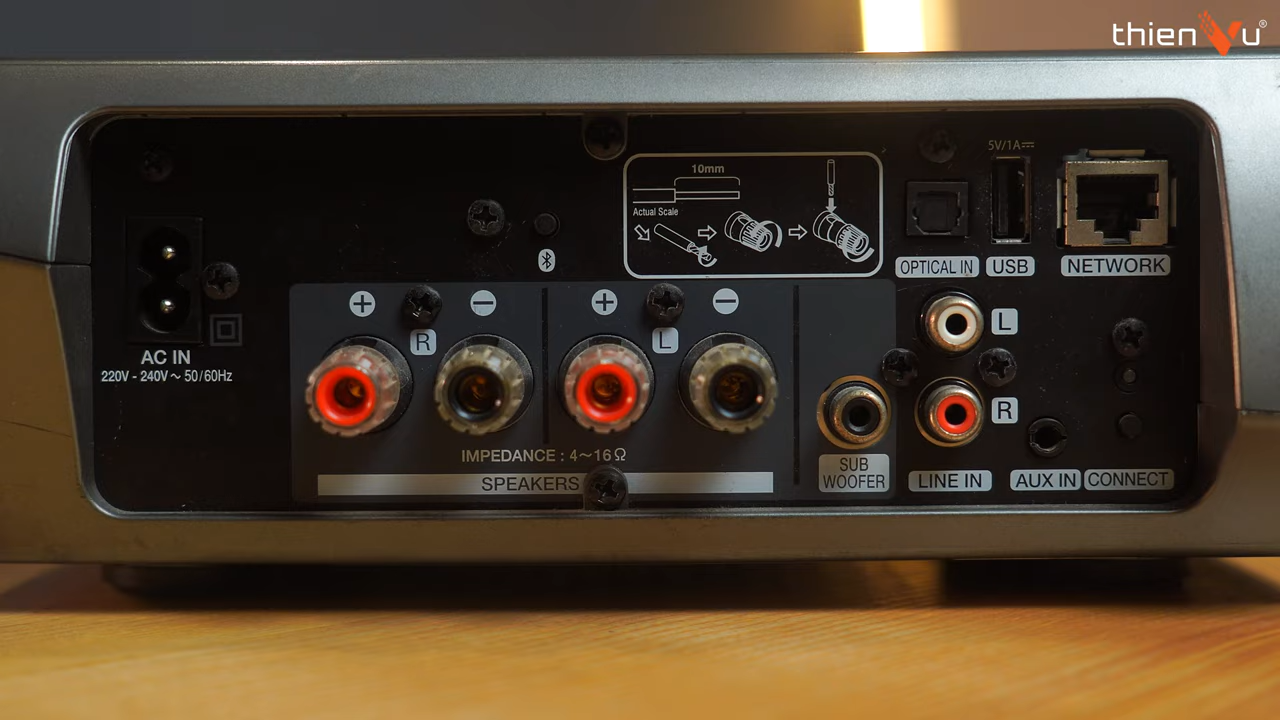 thienVu®
5V/1A
10mm
Actual Scale
OPTICAL IN
USB
NETWORK
+
−
+
−
R
L
L
R
AC IN
220V - 240V ~ 50/60Hz
IMPEDANCE : 4~16Ω
SPEAKERS
SUB
WOOFER
LINE IN
AUX IN
CONNECT